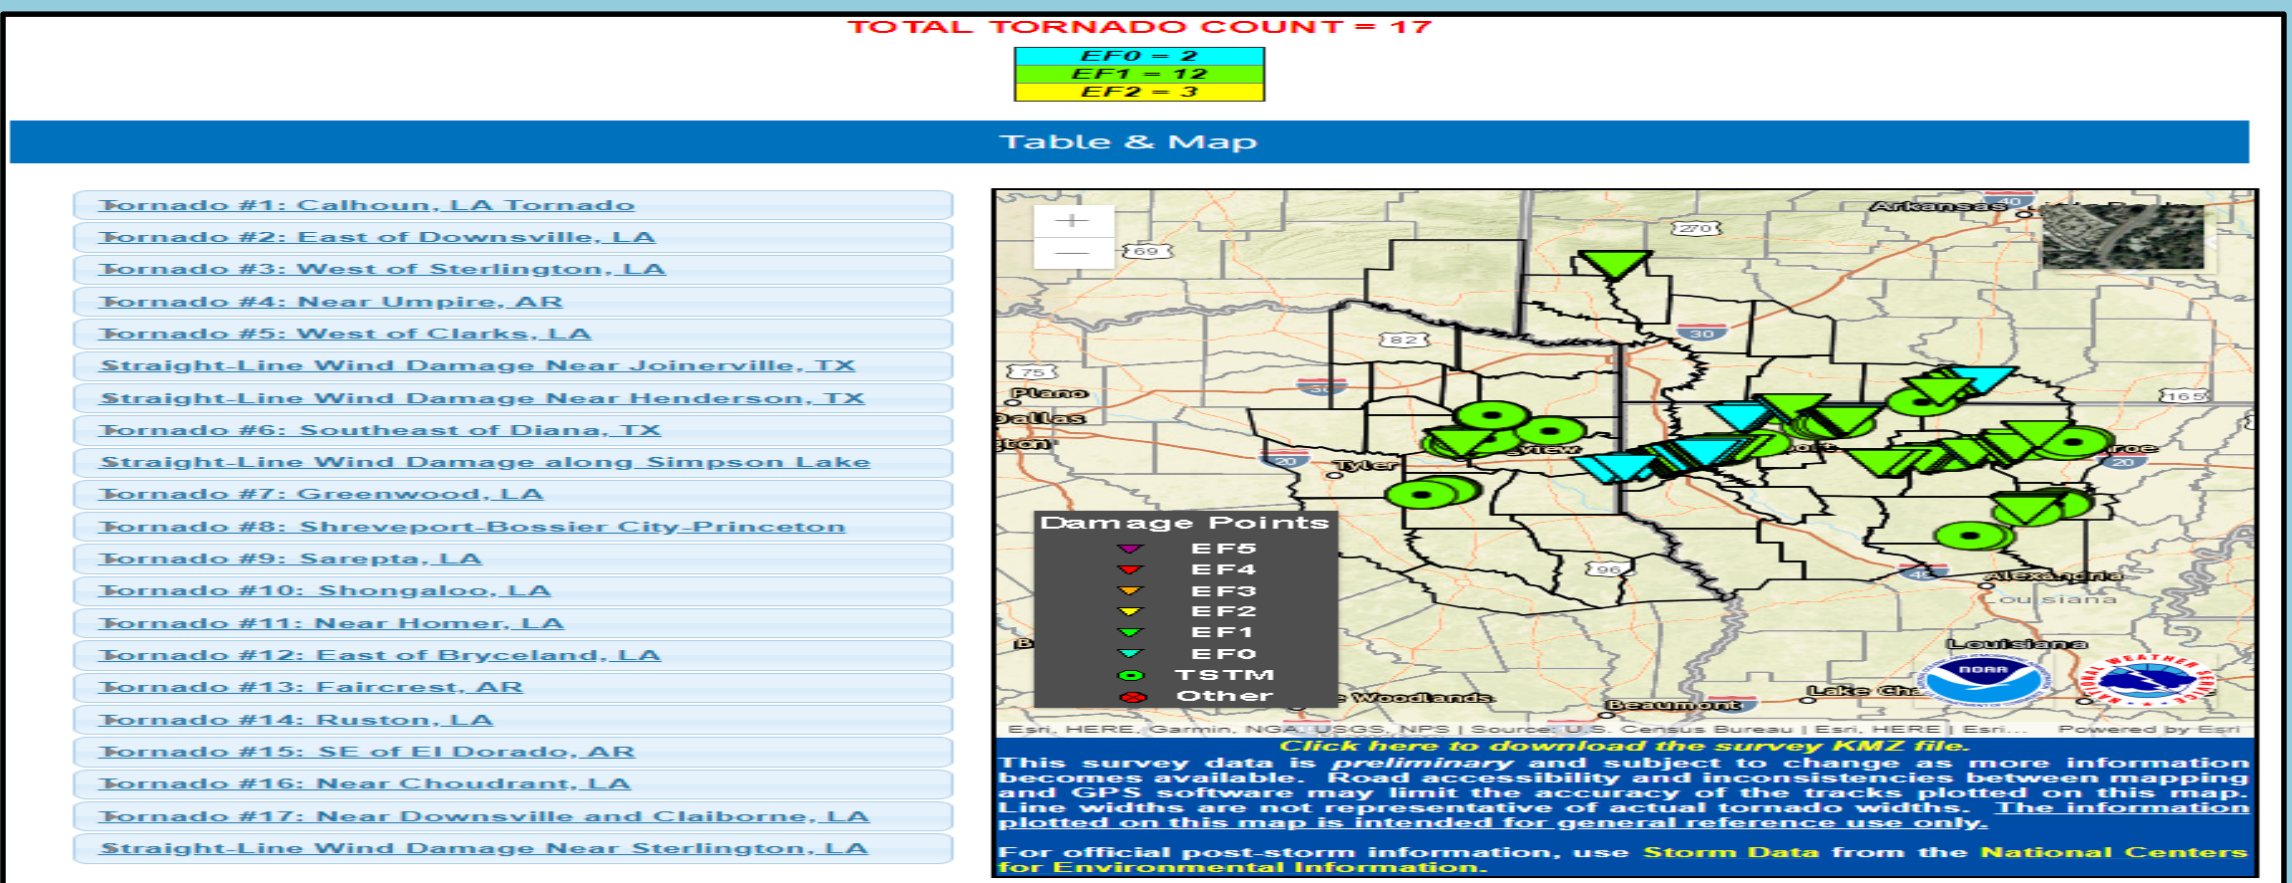 TOTAL TORNADO COUNT = 17
EF0 = 2
EF1 = 12
EF2 = 3
Table & Map
Tornado #1: Calhoun, LA Tornado
Tornado #2: East of Downsville, LA
Tornado #3: West of Sterlington, LA
Tornado #4: Near Umpire, AR
Tornado #5: West of Clarks, LA
Straight-Line Wind Damage Near Joinerville, TX
Straight-Line Wind Damage Near Henderson, TX
Tornado #6: Southeast of Diana, TX
Straight-Line Wind Damage along Simpson Lake
Tornado #7: Greenwood, LA
Tornado #8: Shreveport-Bossier City-Princeton
Tornado #9: Sarepta, LA
Tornado #10: Shongaloo, LA
Tornado #11: Near Homer, LA
Tornado #12: East of Bryceland, LA
Tornado #13: Faircrest, AR
Tornado #14: Ruston, LA
Tornado #15: SE of El Dorado, AR
Tornado #16: Near Choudrant, LA
Tornado #17: Near Downsville and Claiborne, LA
Straight-Line Wind Damage Near Sterlington, LA
+
Arkansas
40
270
69
30
82
75
Plano
165
Dallas
20
Tyler
20
Damage Points
EF5
EF4
EF3
EF2
EF1
EF0
TSTM
Other
96
Alexandria
Louisiana
Louisiana
NOAA
NATIONAL WEATHER SERVICE
Woodlands
Beaumont
Lake Cha
Esri, HERE, Garmin, NGA, USGS, NPS | Source: U.S. Census Bureau | Esri, HERE | Esri... Powered by Esri
Click here to download the survey KMZ file.
This survey data is preliminary and subject to change as more information
becomes available. Road accessibility and inconsistencies between mapping
and GPS software may limit the accuracy of the tracks plotted on this map.
Line widths are not representative of actual tornado widths. The information
plotted on this map is intended for general reference use only.
For official post-storm information, use Storm Data from the National Centers
for Environmental Information.